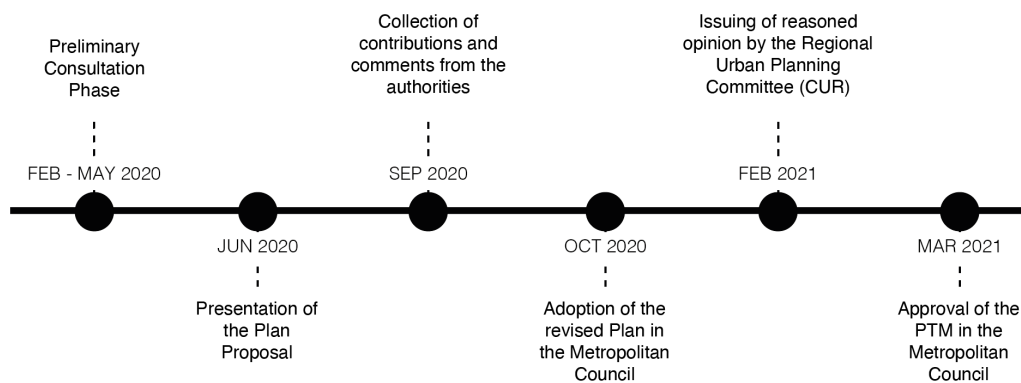 Preliminary
Consultation
Phase
FEB - MAY 2020
JUN 2020
Presentation of
the Plan
Proposal
Collection of
contributions and
comments from the
authorities
SEP 2020
OCT 2020
Adoption of the
revised Plan in
the Metropolitan
Council
Issuing of reasoned
opinion by the Regional
Urban Planning
Committee (CUR)
FEB 2021
MAR 2021
Approval of the
PTM in the
Metropolitan
Council